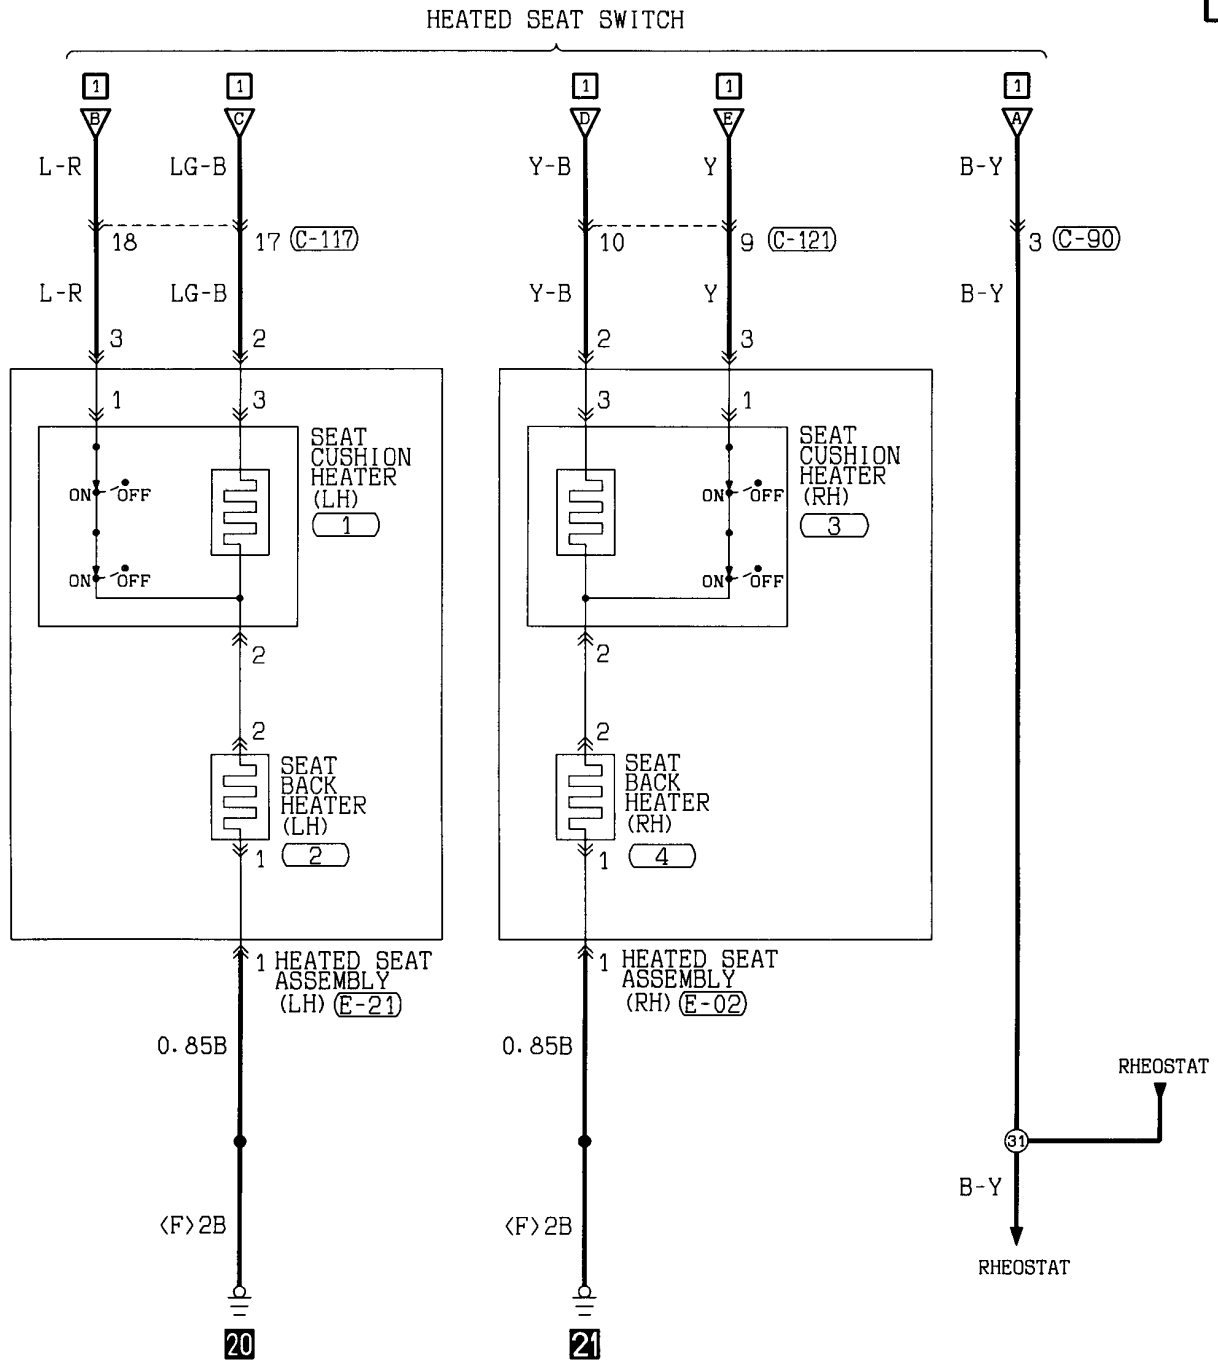 HEATED SEAT SWITCH
1 1 1 1 1
B C D E A
L-R LG-B Y-B Y B-Y
18 17 (C-117) 10 9 (C-121) 3 (C-90)
L-R LG-B Y-B Y B-Y
3 2 2 3
1 3 3 1
SEAT
CUSHION
HEATER
(LH)
1
ON OFF
ON OFF
2
2
SEAT
BACK
HEATER
(LH)
2
1
1 HEATED SEAT
ASSEMBLY
(LH) (E-21)
0.85B
<F>2B
20
SEAT
CUSHION
HEATER
(RH)
3
ON OFF
ON OFF
2
2
SEAT
BACK
HEATER
(RH)
4
1
1 HEATED SEAT
ASSEMBLY
(RH) (E-02)
0.85B
<F>2B
21
RHEOSTAT
31
B-Y
RHEOSTAT